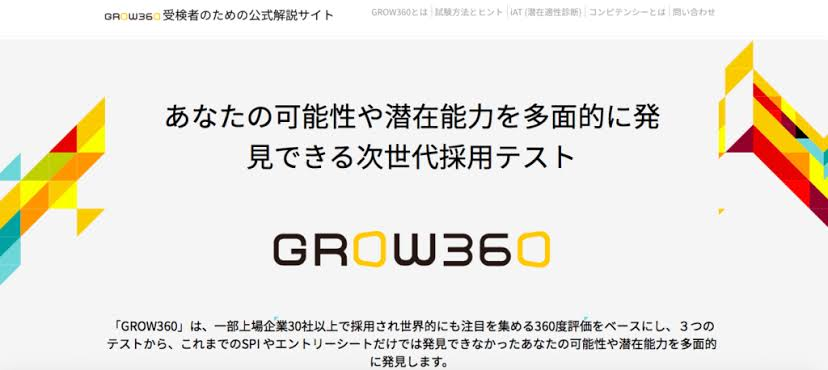 GROW360 受検者のための公式解説サイト
GROW360とは 試験方法とヒント iAT (潜在適性診断) コンピテンシーとは 問い合わせ
あなたの可能性や潜在能力を多面的に発
見できる次世代採用テスト
GROW360
「GROW360」は、一部上場企業30社以上で採用され世界的にも注目を集める360度評価をベースにし、３つの
テストから、これまでのSPIやエントリーシートだけでは発見できなかったあなたの可能性や潜在能力を多面的
に発見します。